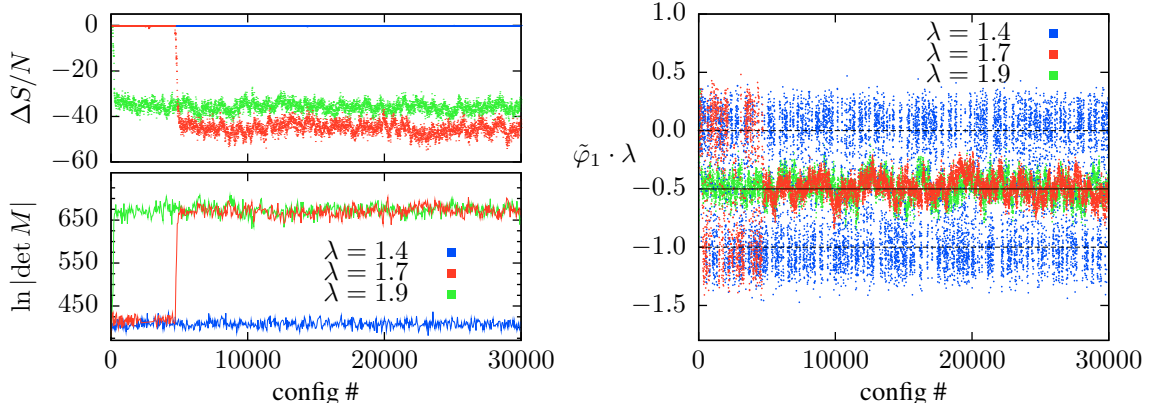 ΔS/N
0
−20
−40
−60
ln |det M|
650
550
450
λ = 1.4
λ = 1.7
λ = 1.9
0
10000
20000
30000
config #
φ̃₁ · λ
1.0
0.5
0.0
−0.5
−1.0
−1.5
λ = 1.4
λ = 1.7
λ = 1.9
0
10000
20000
30000
config #